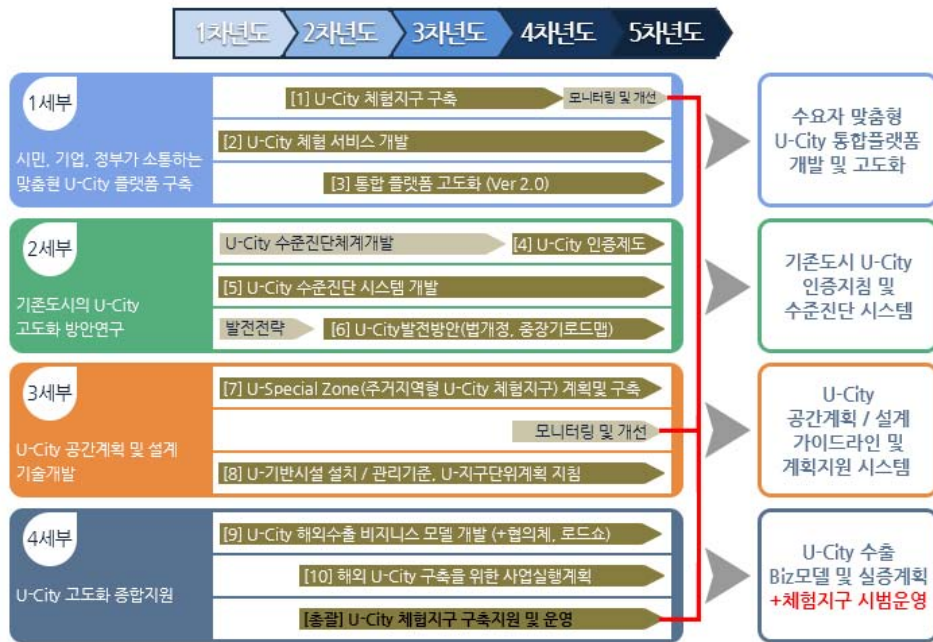 1차년도 2차년도 3차년도 4차년도 5차년도
1세부
시민, 기업, 정부가 소통하는
맞춤현 U-City 플랫폼 구축
[1] U-City 체험지구 구축
모니터링 및 개선
[2] U-City 체험 서비스 개발
[3] 통합 플랫폼 고도화 (Ver 2.0)
수요자 맞춤형
U-City 통합플랫폼
개발 및 고도화
2세부
기존도시의 U-City
고도화 방안연구
U-City 수준진단체계개발
[4] U-City 인증제도
[5] U-City 수준진단 시스템 개발
발전전략
[6] U-City발전방안(법개정, 중장기로드맵)
기존도시 U-City
인증지침 및
수준진단 시스템
3세부
U-City 공간계획 및 설계
기술개발
[7] U-Special Zone(주거지역형 U-City 체험지구) 계획및 구축
모니터링 및 개선
[8] U-기반시설 설치 / 관리기준, U-지구단위계획 지침
U-City
공간계획 / 설계
가이드라인 및
계획지원 시스템
4세부
U-City 고도화 종합지원
[9] U-City 해외수출 비지니스 모델 개발 (+협의체, 로드쇼)
[10] 해외 U-City 구축을 위한 사업실행계획
[총괄] U-City 체험지구 구축지원 및 운영
U-City 수출
Biz모델 및 실증계획
+체험지구 시범운영